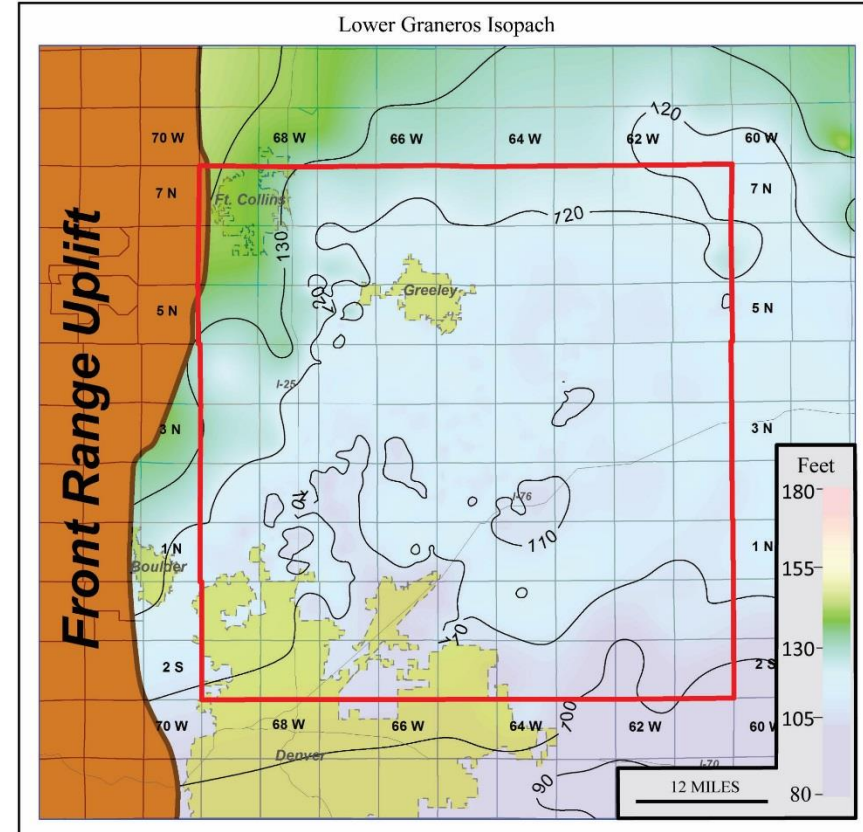 Lower Graneros Isopach
120
70 W
68 W
66 W
64 W
62 W
60 W
7 N
Ft. Collins
7 N
120
130
Front Range Uplift
Greeley
5 N
120
5 N
I-25
3 N
3 N
Feet
180
I-76
110
110
1 N
1 N
155
Boulder
110
130
2 S
2 S
100
105
70 W
68 W
66 W
64 W
62 W
60 W
Denver
I-70
90
12 MILES
80